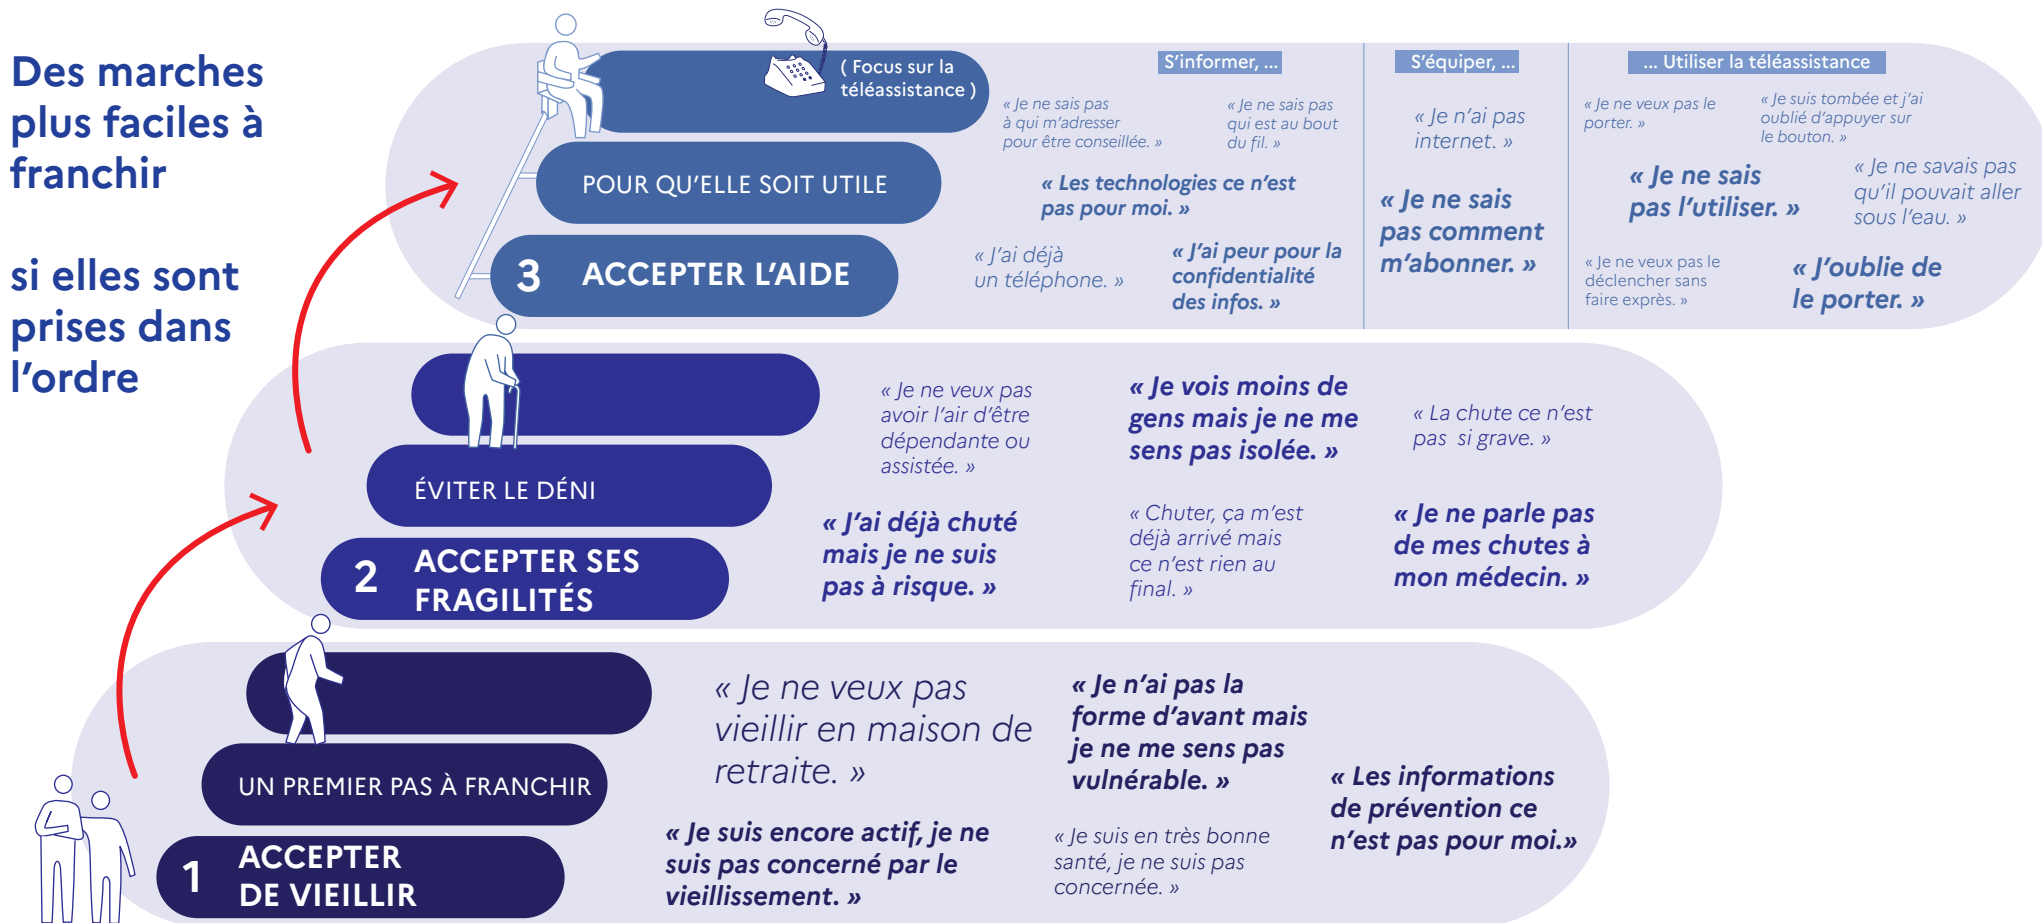 Des marches
plus faciles à
franchir
si elles sont
prises dans
l'ordre
( Focus sur la
téléassistance )
POUR QU'ELLE SOIT UTILE
3 ACCEPTER L'AIDE
S'informer, ...
« Je ne sais pas
à qui m'adresser
pour être conseillée. »
« Je ne sais pas
qui est au bout
du fil. »
« Les technologies ce n'est
pas pour moi. »
« J'ai déjà
un téléphone. »
« J'ai peur pour la
confidentialité
des infos. »
S'équiper, ...
« Je n'ai pas
internet. »
« Je ne sais
pas comment
m'abonner. »
... Utiliser la téléassistance
« Je ne veux pas le
porter. »
« Je suis tombée et j'ai
oublié d'appuyer sur
le bouton. »
« Je ne sais
pas l'utiliser. »
« Je ne savais pas
qu'il pouvait aller
sous l'eau. »
« Je ne veux pas le
déclencher sans
faire exprès. »
« J'oublie de
le porter. »
ÉVITER LE DÉNI
2 ACCEPTER SES
FRAGILITÉS
« Je ne veux pas
avoir l'air d'être
dépendante ou
assistée. »
« Je vois moins de
gens mais je ne me
sens pas isolée. »
« La chute ce n'est
pas si grave. »
« J'ai déjà chuté
mais je ne suis
pas à risque. »
« Chuter, ça m'est
déjà arrivé mais
ce n'est rien au
final. »
« Je ne parle pas
de mes chutes à
mon médecin. »
UN PREMIER PAS À FRANCHIR
1 ACCEPTER
DE VIEILLIR
« Je ne veux pas
vieillir en maison de
retraite. »
« Je n'ai pas la
forme d'avant mais
je ne me sens pas
vulnérable. »
« Les informations
de prévention ce
n'est pas pour moi.»
« Je suis encore actif, je ne
suis pas concerné par le
vieillissement. »
« Je suis en très bonne
santé, je ne suis pas
concernée. »